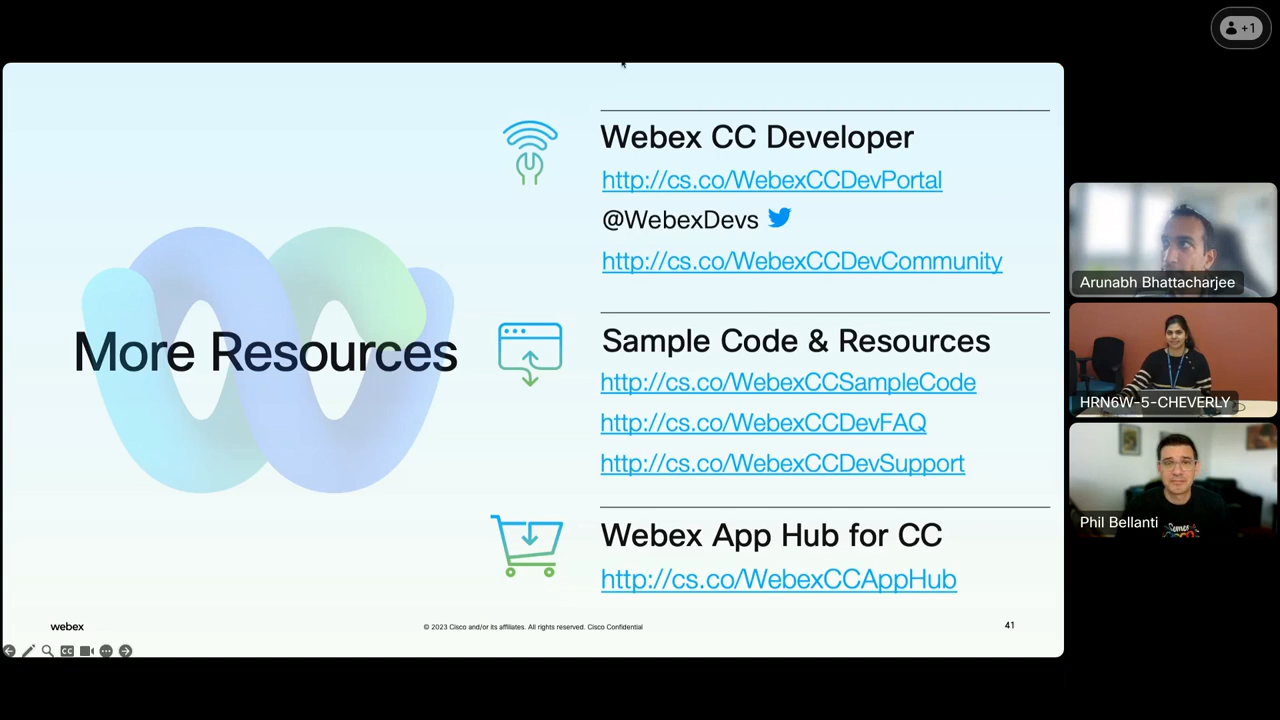 +1
More Resources
Webex CC Developer
http://cs.co/WebexCCDevPortal
@WebexDevs
http://cs.co/WebexCCDevCommunity
Sample Code & Resources
http://cs.co/WebexCCSampleCode
http://cs.co/WebexCCDevFAQ
http://cs.co/WebexCCDevSupport
Webex App Hub for CC
http://cs.co/WebexCCAppHub
webex
© 2023 Cisco and/or its affiliates. All rights reserved. Cisco Confidential
41
CC
Arunabh Bhattacharjee
HRN6W-5-CHEVERLY
Phil Bellanti